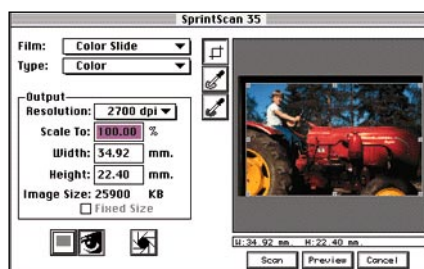 SprintScan 35
Film: Color Slide
Type: Color
Output
Resolution: 2700 dpi
Scale To: 100.00 %
Width: 34.92 mm.
Height: 22.40 mm.
Image Size: 25900 KB
Fixed Size
W:34.92 mm. H:22.40 mm.
Scan Preview Cancel